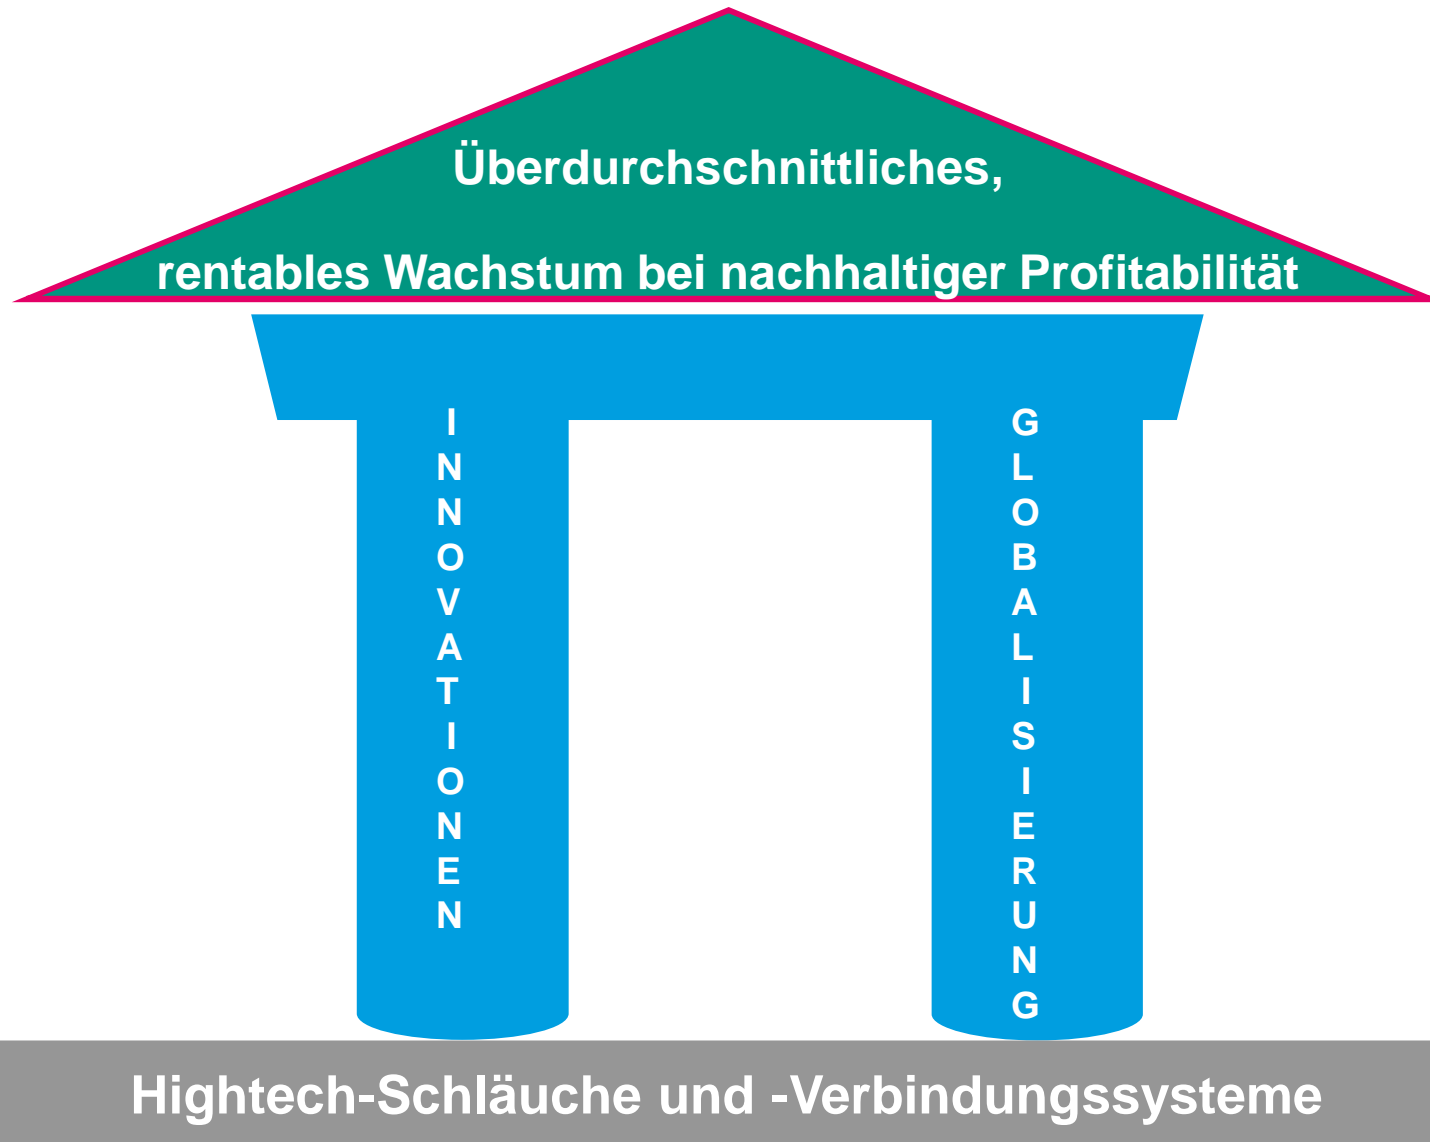 Überdurchschnittliches,
rentables Wachstum bei nachhaltiger Profitabilität
I
N
N
O
V
A
T
I
O
N
E
N
G
L
O
B
A
L
I
S
I
E
R
U
N
G
Hightech-Schläuche und -Verbindungssysteme